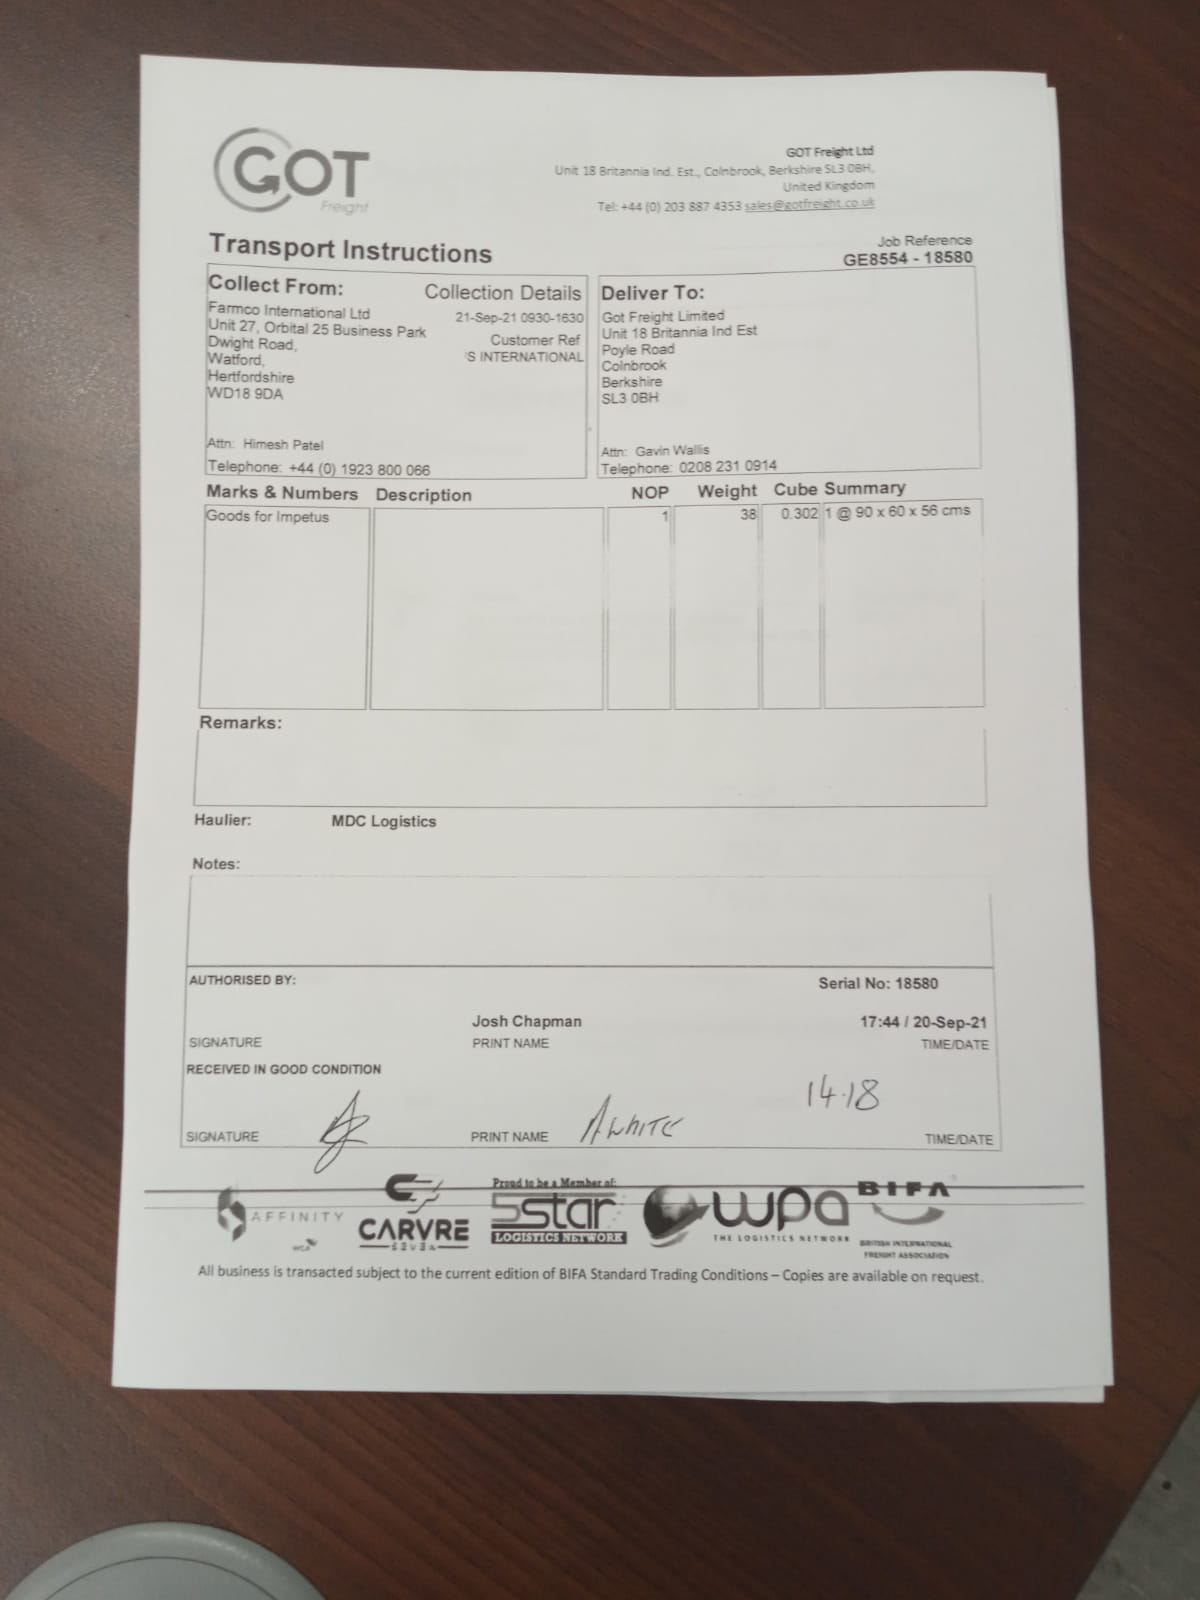 GOT
Freight
GOT Freight Ltd
Unit 18 Britannia Ind. Est., Colnbrook, Berkshire SL3 0BH,
United Kingdom
Tel: +44 (0) 203 887 4353 sales@gotfreight.co.uk
Transport Instructions
Job Reference
GE8554 - 18580
Collect From:
Collection Details
Farmco International Ltd
21-Sep-21 0930-1630
Unit 27, Orbital 25 Business Park
Customer Ref
Dwight Road,
'S INTERNATIONAL
Watford,
Hertfordshire
WD18 9DA
Attn: Himesh Patel
Telephone: +44 (0) 1923 800 066
Deliver To:
Got Freight Limited
Unit 18 Britannia Ind Est
Poyle Road
Colnbrook
Berkshire
SL3 0BH
Attn: Gavin Wallis
Telephone: 0208 231 0914
Marks & Numbers Description NOP Weight Cube Summary
Goods for Impetus 1 38 0.302 1 @ 90 x 60 x 56 cms
Remarks:
Haulier: MDC Logistics
Notes:
AUTHORISED BY:
Serial No: 18580
Josh Chapman
17:44 / 20-Sep-21
SIGNATURE PRINT NAME TIME/DATE
RECEIVED IN GOOD CONDITION
14.18
A WHITE
SIGNATURE PRINT NAME TIME/DATE
Proud to be a Member of:
AFFINITY
WCA
CARVRE
SEVEN
5star
LOGISTICS NETWORK
wpa
THE LOGISTICS NETWORK
BIFA
BRITISH INTERNATIONAL
FREIGHT ASSOCIATION
All business is transacted subject to the current edition of BIFA Standard Trading Conditions – Copies are available on request.